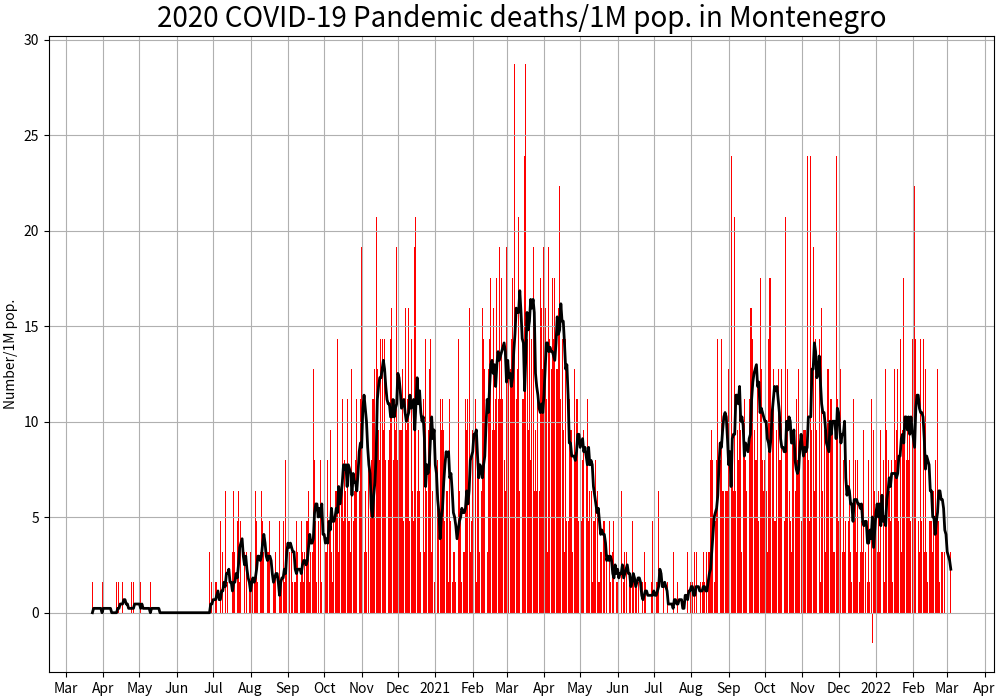 2020 COVID-19 Pandemic deaths/1M pop. in Montenegro
Number/1M pop.
30
25
20
15
10
5
0
Mar Apr May Jun Jul Aug Sep Oct Nov Dec 2021 Feb Mar Apr May Jun Jul Aug Sep Oct Nov Dec 2022 Feb Mar Apr